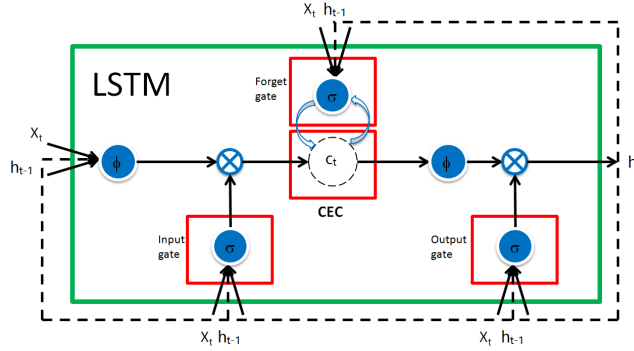 Xt ht-1
LSTM
Forget
gate
σ
Xt
ht-1
ϕ
Ct
ϕ
h
CEC
Input
gate
σ
Output
gate
σ
Xt ht-1
Xt ht-1